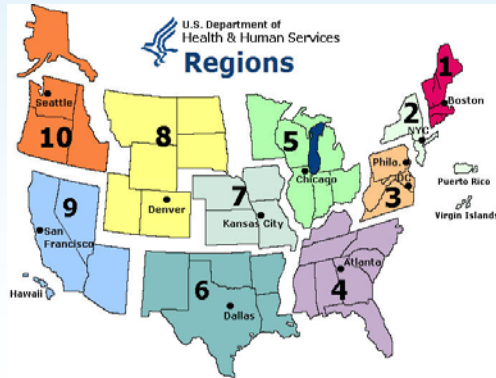 U.S. Department of
Health & Human Services
Regions
1
Seattle
Boston
2
NYC
10
8
5
Philo.
DC
Chicago
3
Puerto Rico
7
9
Denver
Virgin Islands
Kansas City
San
Francisco
Atlanta
Hawaii
6
4
Dallas